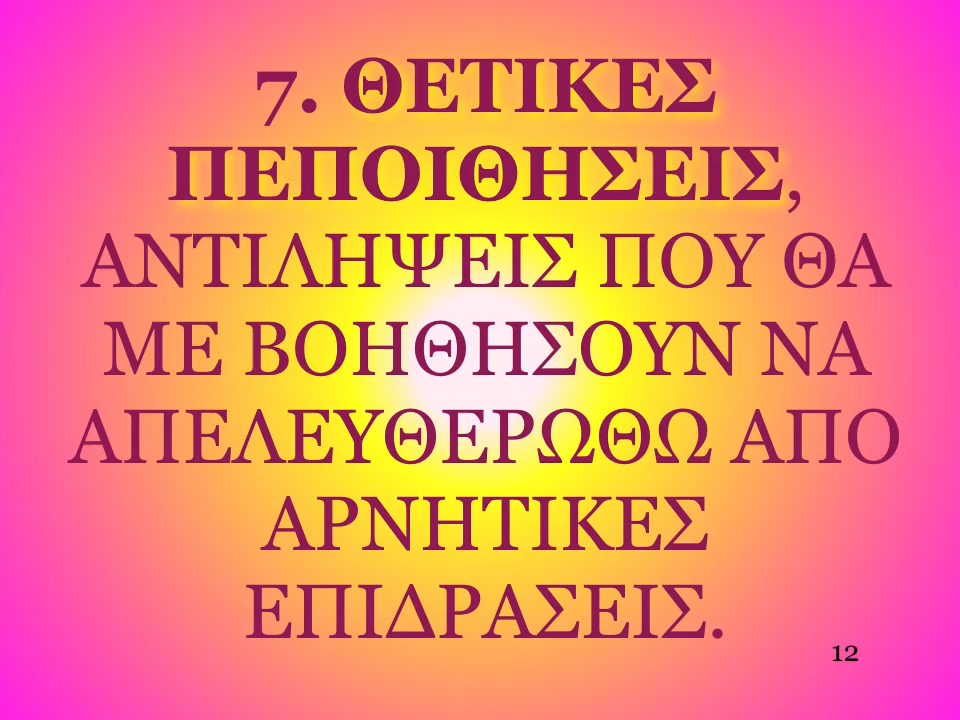 7. ΘΕΤΙΚΕΣ
ΠΕΠΟΙΘΗΣΕΙΣ,
ΑΝΤΙΛΗΨΕΙΣ ΠΟΥ ΘΑ
ΜΕ ΒΟΗΘΗΣΟΥΝ ΝΑ
ΑΠΕΛΕΥΘΕΡΩΘΩ ΑΠΟ
ΑΡΝΗΤΙΚΕΣ
ΕΠΙΔΡΑΣΕΙΣ.
12